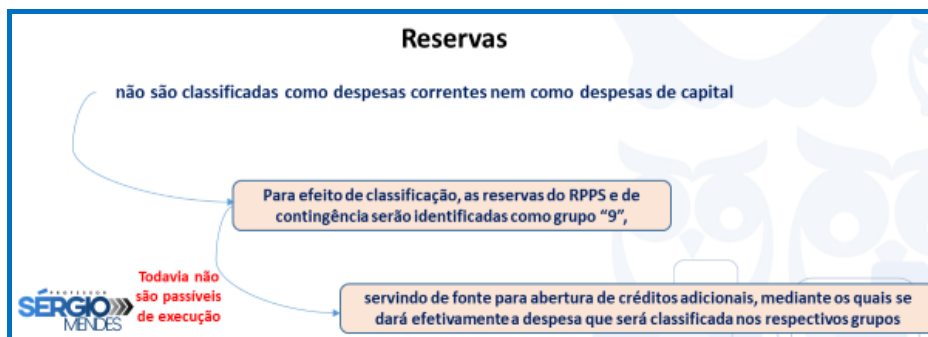 Reservas
não são classificadas como despesas correntes nem como despesas de capital
Para efeito de classificação, as reservas do RPPS e de
contingência serão identificadas como grupo “9”,
Todavia não
são passíveis
de execução
servindo de fonte para abertura de créditos adicionais, mediante os quais se
dará efetivamente a despesa que será classificada nos respectivos grupos
PROFESSOR
SÉRGIO
MENDES